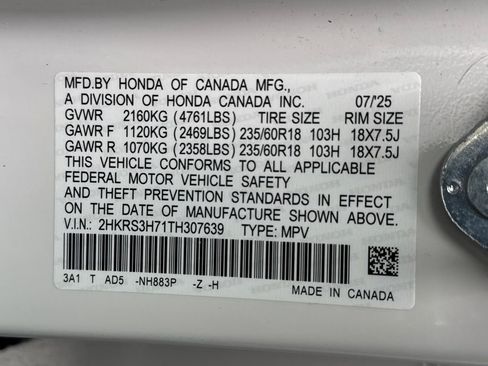 MFD.BY HONDA OF CANADA MFG.,
A DIVISION OF HONDA CANADA INC. 07/'25
GVWR 2160KG (4761LBS) TIRE SIZE RIM SIZE
GAWR F 1120KG (2469LBS) 235/60R18 103H 18X7.5J
GAWR R 1070KG (2358LBS) 235/60R18 103H 18X7.5J
THIS VEHICLE CONFORMS TO ALL APPLICABLE
FEDERAL MOTOR VEHICLE SAFETY
AND THEFT PREVENTION STANDARDS IN EFFECT
ON THE DATE OF MANUFACTURE SHOWN ABOVE.
V.I.N.: 2HKRS3H71TH307639 TYPE: MPV
3A1 T AD5 -NH883P -Z -H
MADE IN CANADA